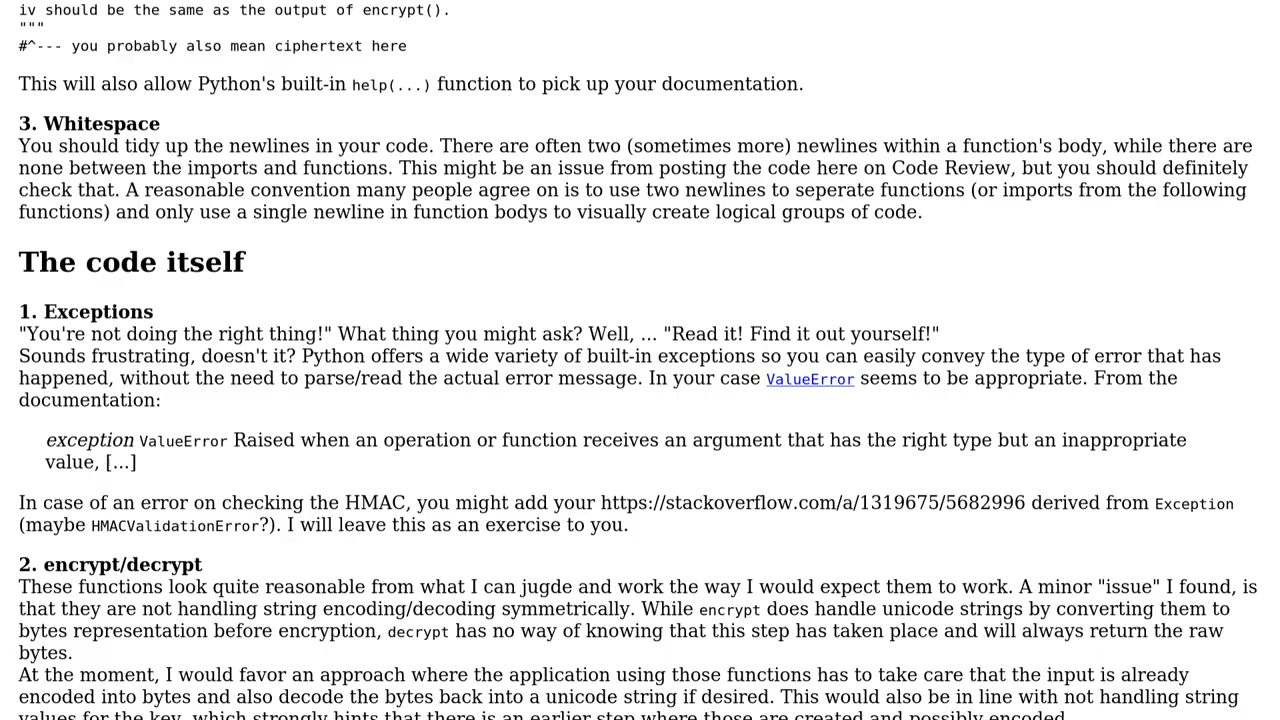 iv should be the same as the output of encrypt().
"""
#^--- you probably also mean ciphertext here
This will also allow Python's built-in help(...) function to pick up your documentation.
3. Whitespace
You should tidy up the newlines in your code. There are often two (sometimes more) newlines within a function's body, while there are
none between the imports and functions. This might be an issue from posting the code here on Code Review, but you should definitely
check that. A reasonable convention many people agree on is to use two newlines to seperate functions (or imports from the following
functions) and only use a single newline in function bodys to visually create logical groups of code.
The code itself
1. Exceptions
"You're not doing the right thing!" What thing you might ask? Well, ... "Read it! Find it out yourself!"
Sounds frustrating, doesn't it? Python offers a wide variety of built-in exceptions so you can easily convey the type of error that has
happened, without the need to parse/read the actual error message. In your case ValueError seems to be appropriate. From the
documentation:
exception ValueError Raised when an operation or function receives an argument that has the right type but an inappropriate
value, [...]
In case of an error on checking the HMAC, you might add your https://stackoverflow.com/a/1319675/5682996 derived from Exception
(maybe HMACValidationError?). I will leave this as an exercise to you.
2. encrypt/decrypt
These functions look quite reasonable from what I can jugde and work the way I would expect them to work. A minor "issue" I found, is
that they are not handling string encoding/decoding symmetrically. While encrypt does handle unicode strings by converting them to
bytes representation before encryption, decrypt has no way of knowing that this step has taken place and will always return the raw
bytes.
At the moment, I would favor an approach where the application using those functions has to take care that the input is already
encoded into bytes and also decode the bytes back into a unicode string if desired. This would also be in line with not handling string
values for the key, which strongly hints that there is an earlier step where those are created and possibly encoded.